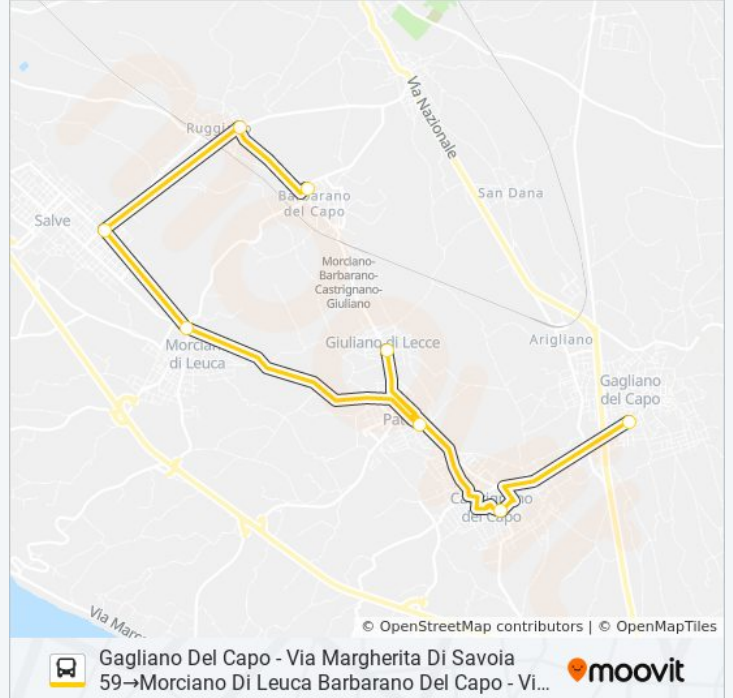 Via Nazionale
Ruggiano
Barbarano
del Capo
San Dana
Salve
Morciano-
Barbarano-
Castrignano-
Giuliano
Morciano
di Leuca
Giuliano di Lecce
Arigliano
Gagliano
del Capo
Castrignano
del Capo
© OpenStreetMap contributors | © OpenMapTiles
Gagliano Del Capo - Via Margherita Di Savoia
59→Morciano Di Leuca Barbarano Del Capo - Vi...
moovit